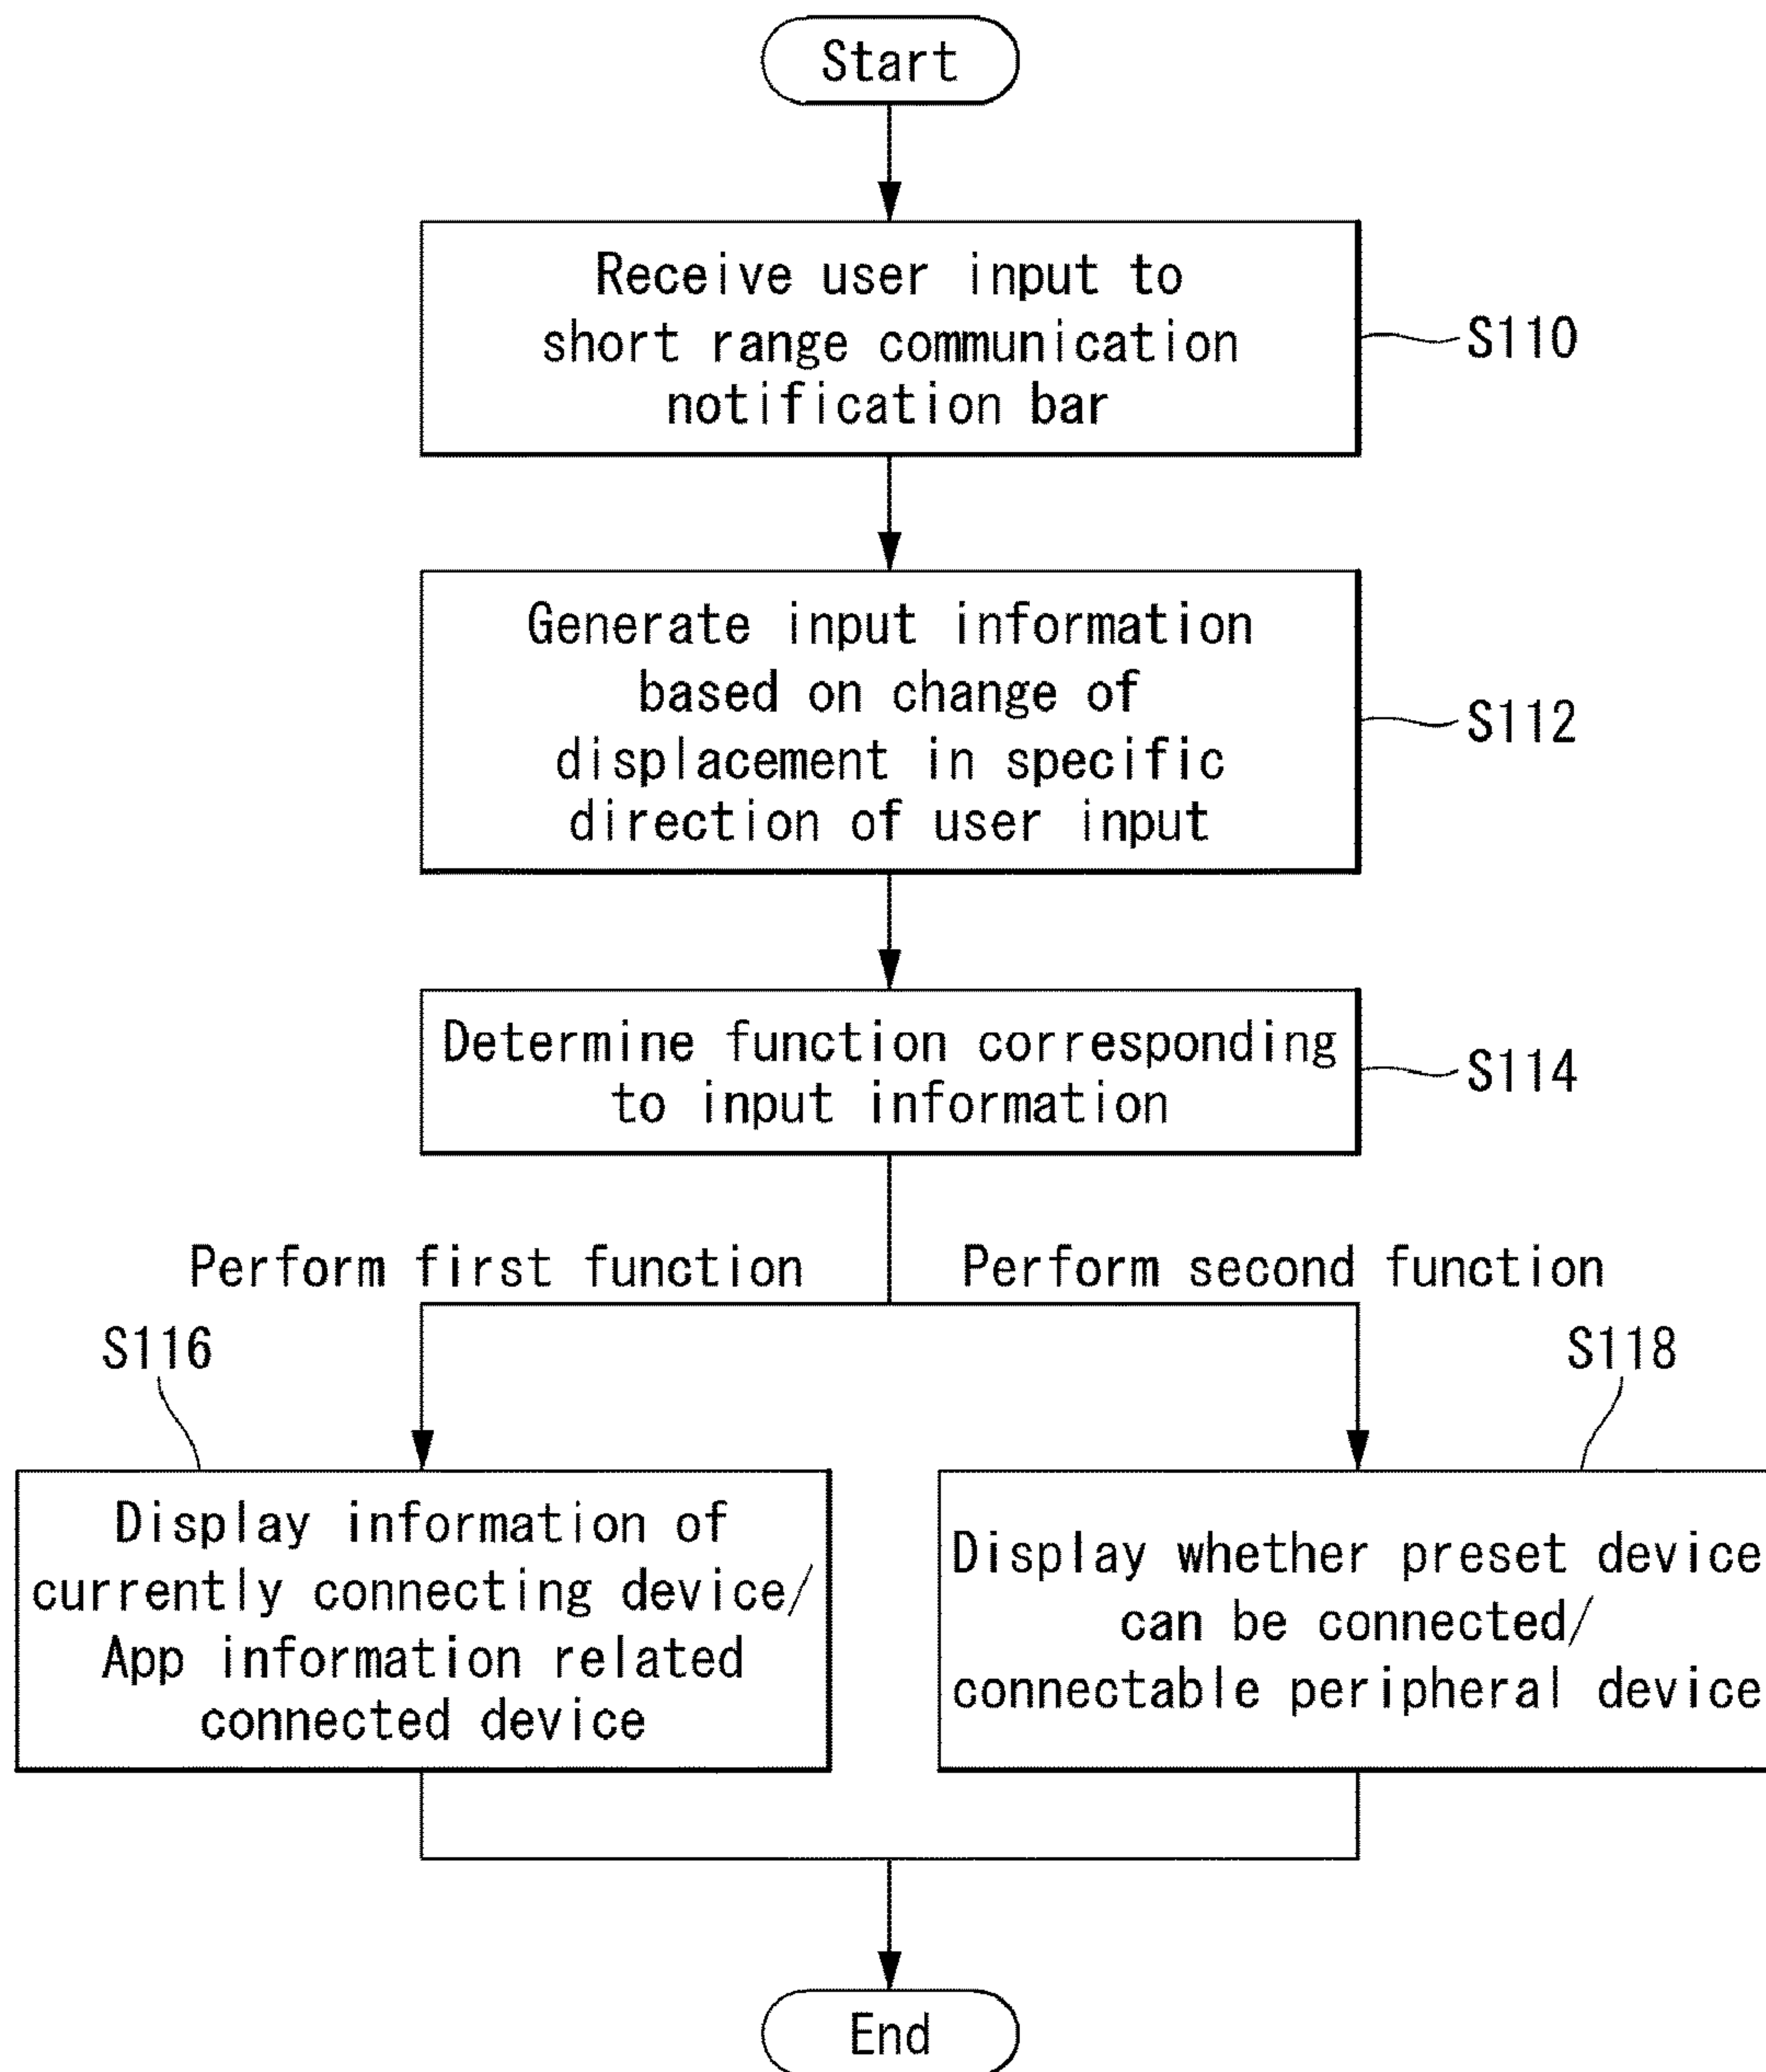 Start
Receive user input to
short range communication
notification bar
S110
Generate input information
based on change of
displacement in specific
direction of user input
S112
Determine function corresponding
to input information
S114
Perform first function
Perform second function
S116
S118
Display information of
currently connecting device/
App information related
connected device
Display whether preset device
can be connected/
connectable peripheral device
End